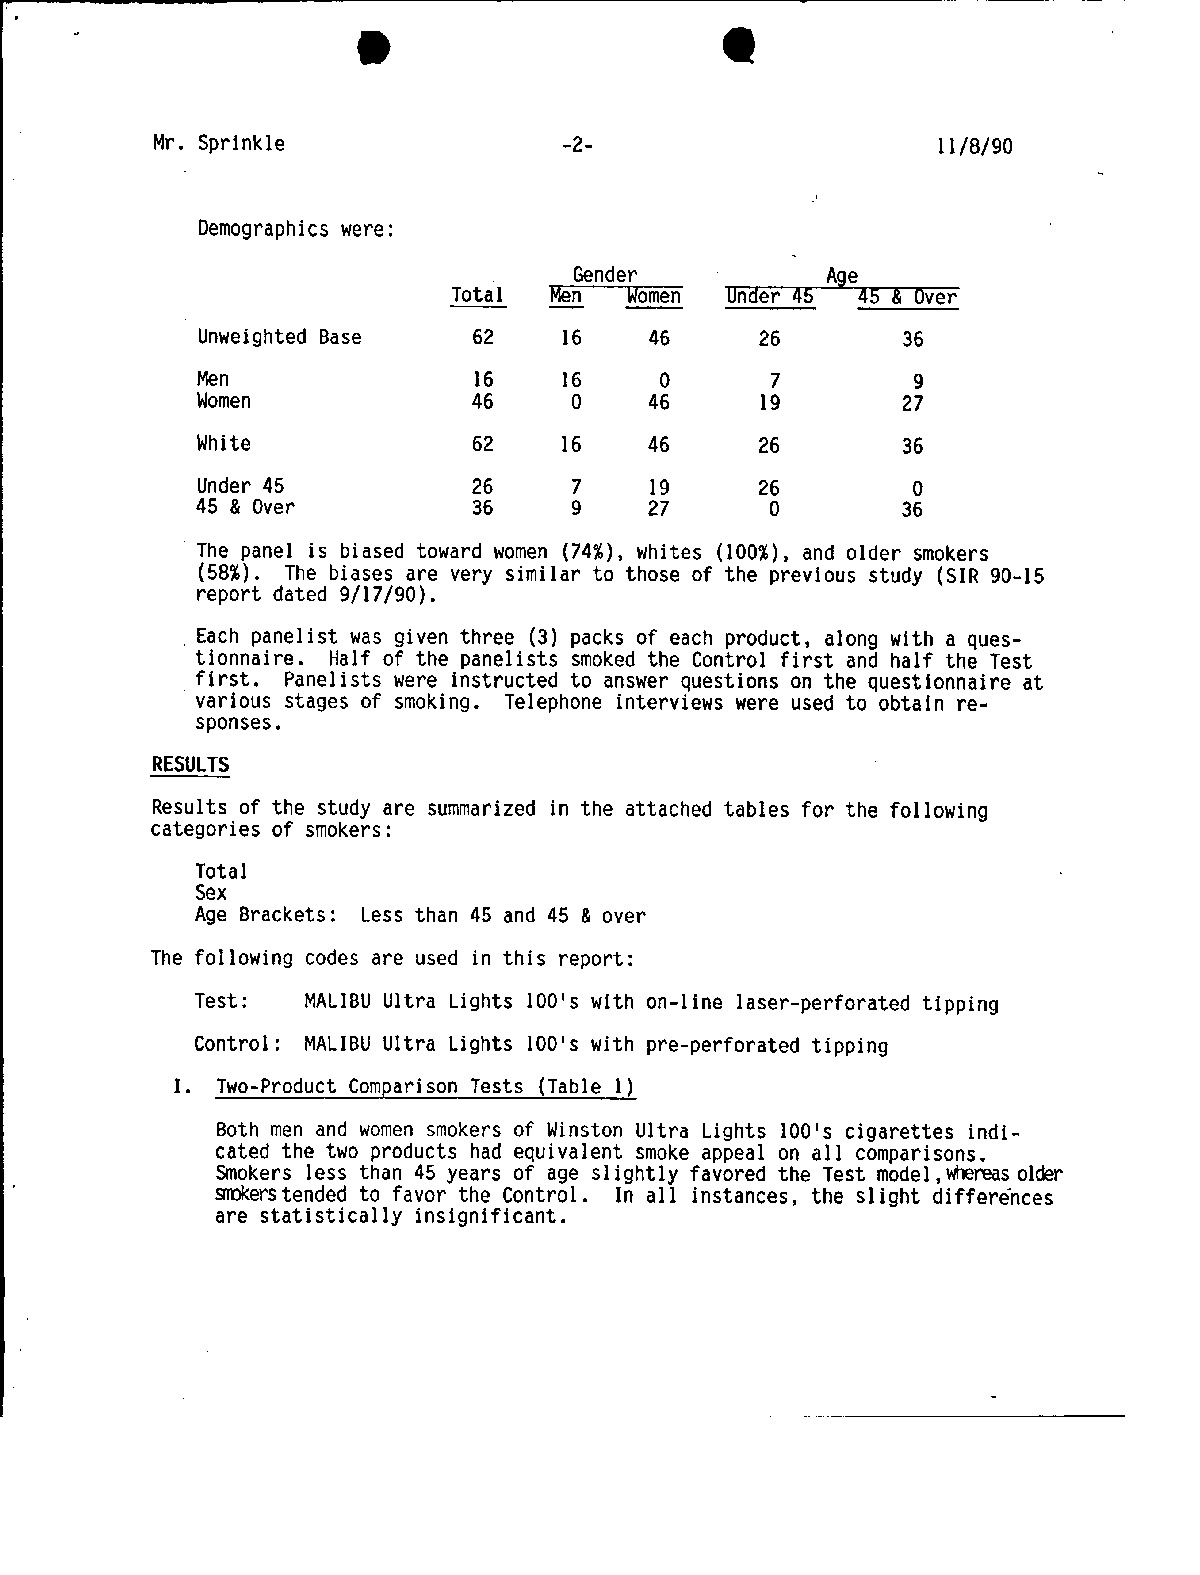 Mr. Sprinkle -2- 11/8/90
Demographics were:
Gender Age
Total Men Women Under 45 45 & Over
Unweighted Base 62 16 46 26 36
Men 16 16 0 7 9
Women 46 0 46 19 27
White 62 16 46 26 36
Under 45 26 7 19 26 0
45 & Over 36 9 27 0 36
The panel is biased toward women (74%), whites (100%), and older smokers
(58%). The biases are very similar to those of the previous study (SIR 90-15
report dated 9/17/90).
Each panelist was given three (3) packs of each product, along with a ques-
tionnaire. Half of the panelists smoked the Control first and half the Test
first. Panelists were instructed to answer questions on the questionnaire at
various stages of smoking. Telephone interviews were used to obtain re-
sponses.
RESULTS
Results of the study are summarized in the attached tables for the following
categories of smokers:
Total
Sex
Age Brackets: Less than 45 and 45 & over
The following codes are used in this report:
Test: MALIBU Ultra Lights 100's with on-line laser-perforated tipping
Control: MALIBU Ultra Lights 100's with pre-perforated tipping
I. Two-Product Comparison Tests (Table 1)
Both men and women smokers of Winston Ultra Lights 100's cigarettes indi-
cated the two products had equivalent smoke appeal on all comparisons.
Smokers less than 45 years of age slightly favored the Test model, whereas older
smokers tended to favor the Control. In all instances, the slight differences
are statistically insignificant.